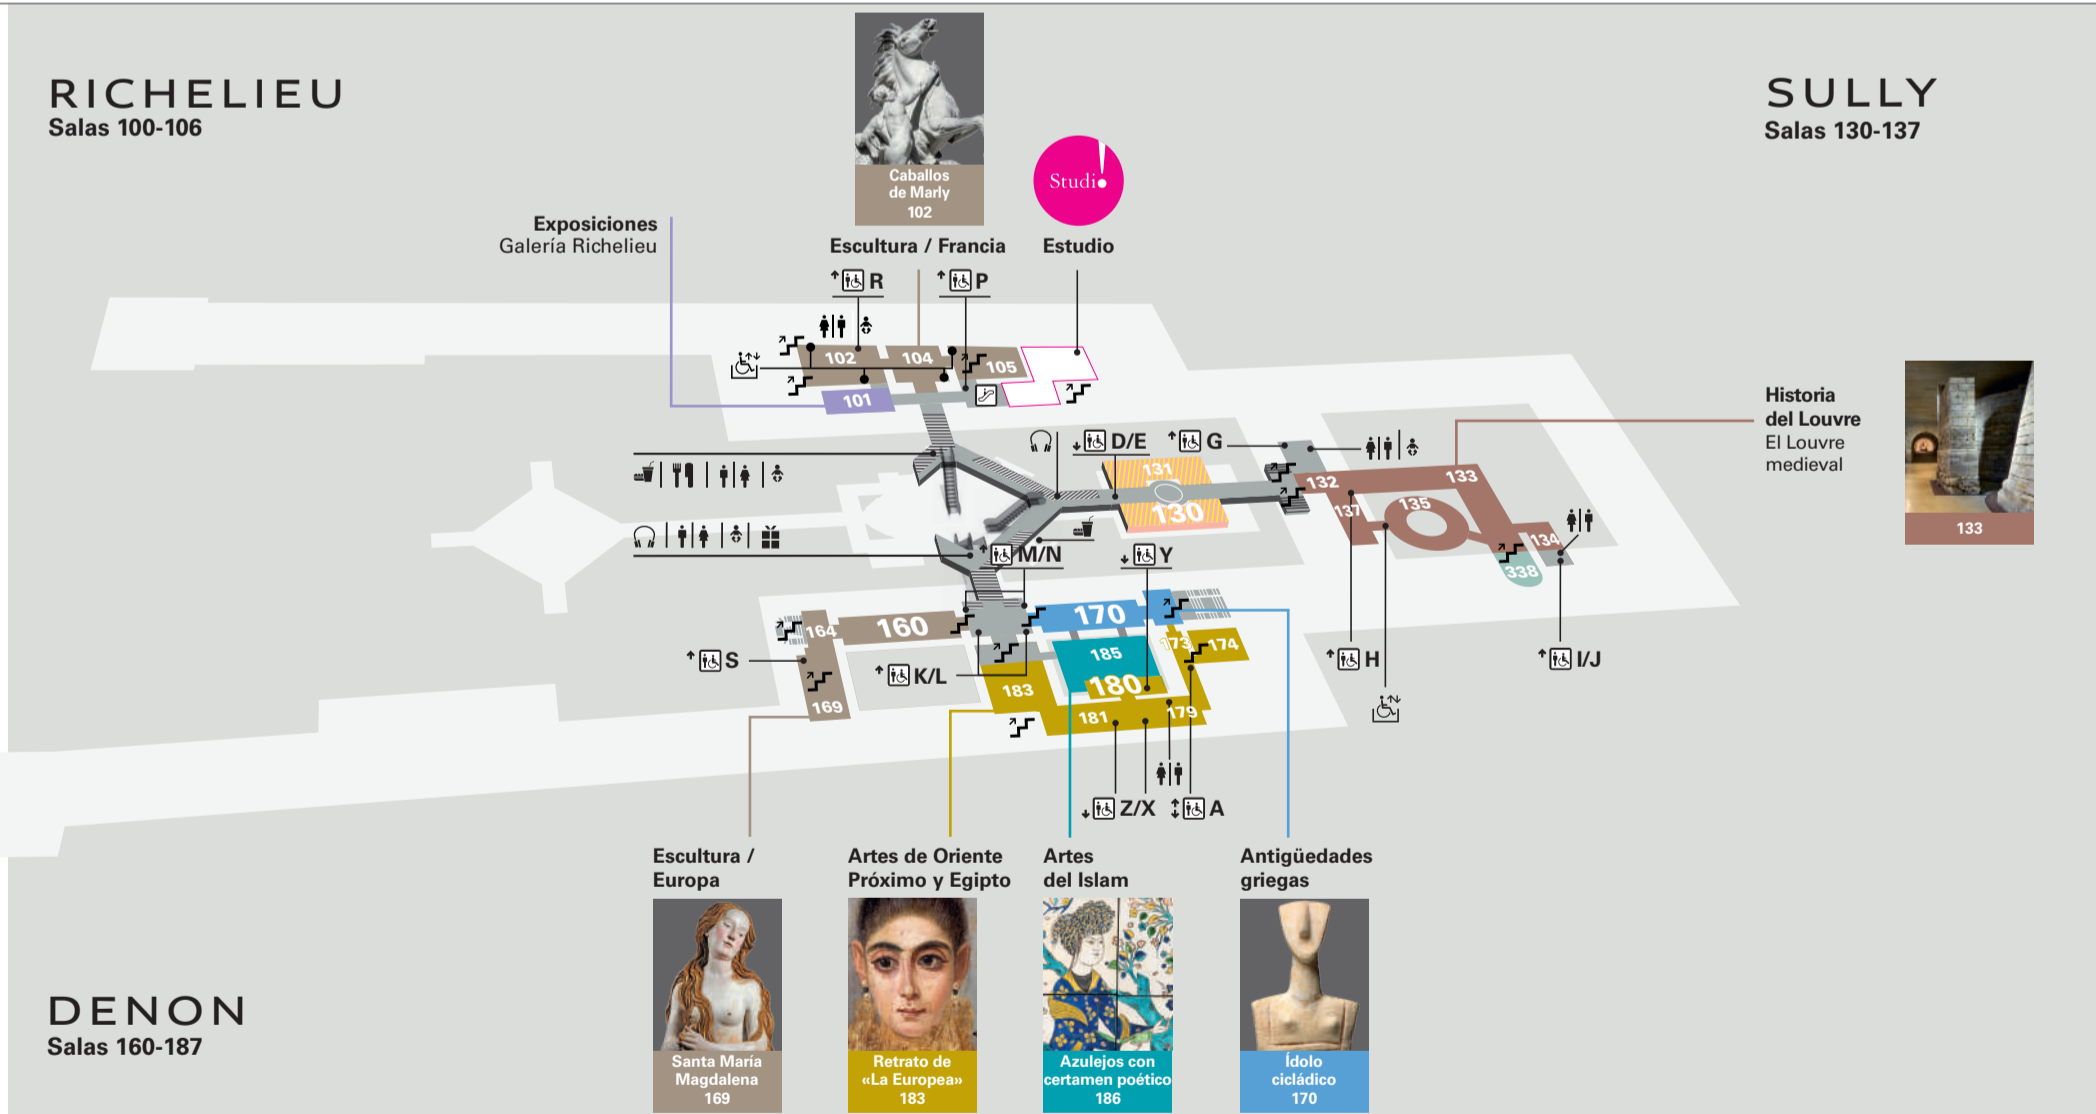 RICHELIEU
Salas 100-106
SULLY
Salas 130-137
Caballos
de Marly
102
Studi!
Exposiciones
Galería Richelieu
Escultura / Francia
Estudio
R
P
102
104
105
101
Historia
del Louvre
El Louvre
medieval
133
D/E
G
131
130
132
133
137
135
134
338
M/N
Y
H
I/J
164
160
170
173
174
185
180
183
169
181
179
S
K/L
Z/X
A
Escultura /
Europa
Santa María
Magdalena
169
Artes de Oriente
Próximo y Egipto
Retrato de
«La Europea»
183
Artes
del Islam
Azulejos con
certamen poético
186
Antigüedades
griegas
Ídolo
cicládico
170
DENON
Salas 160-187